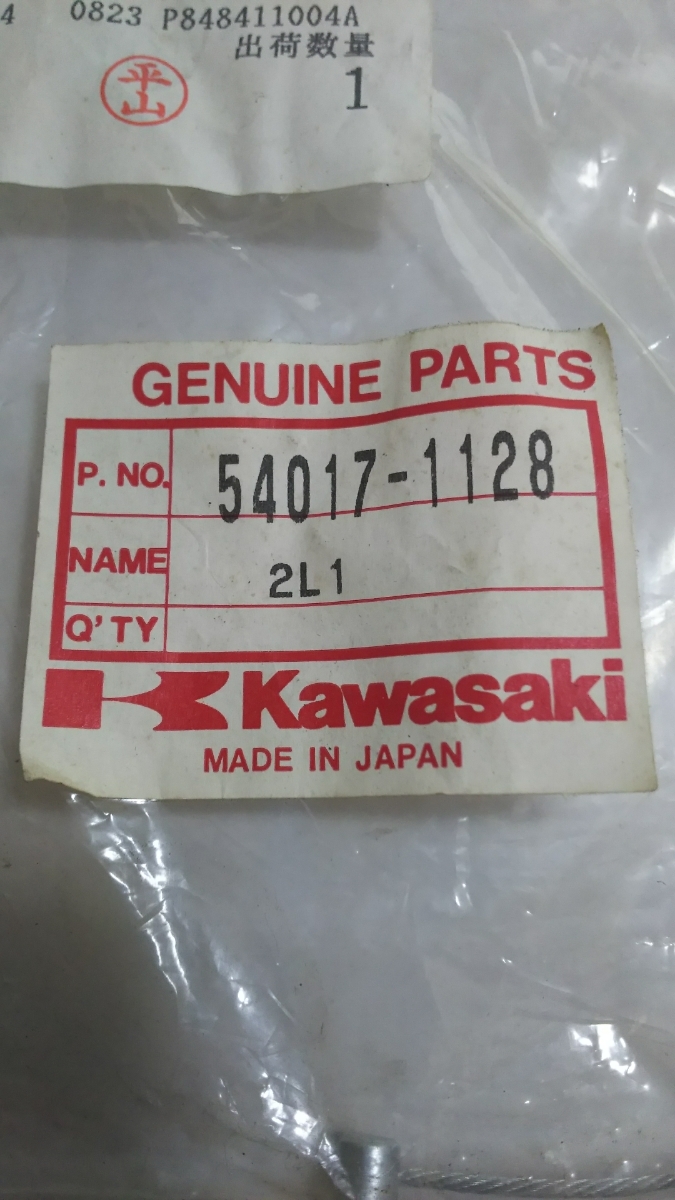 4 0823 P848411004A
出荷数量
平山
1
GENUINE PARTS
P. NO. 54017-1128
NAME 2L1
Q'TY
Kawasaki
MADE IN JAPAN